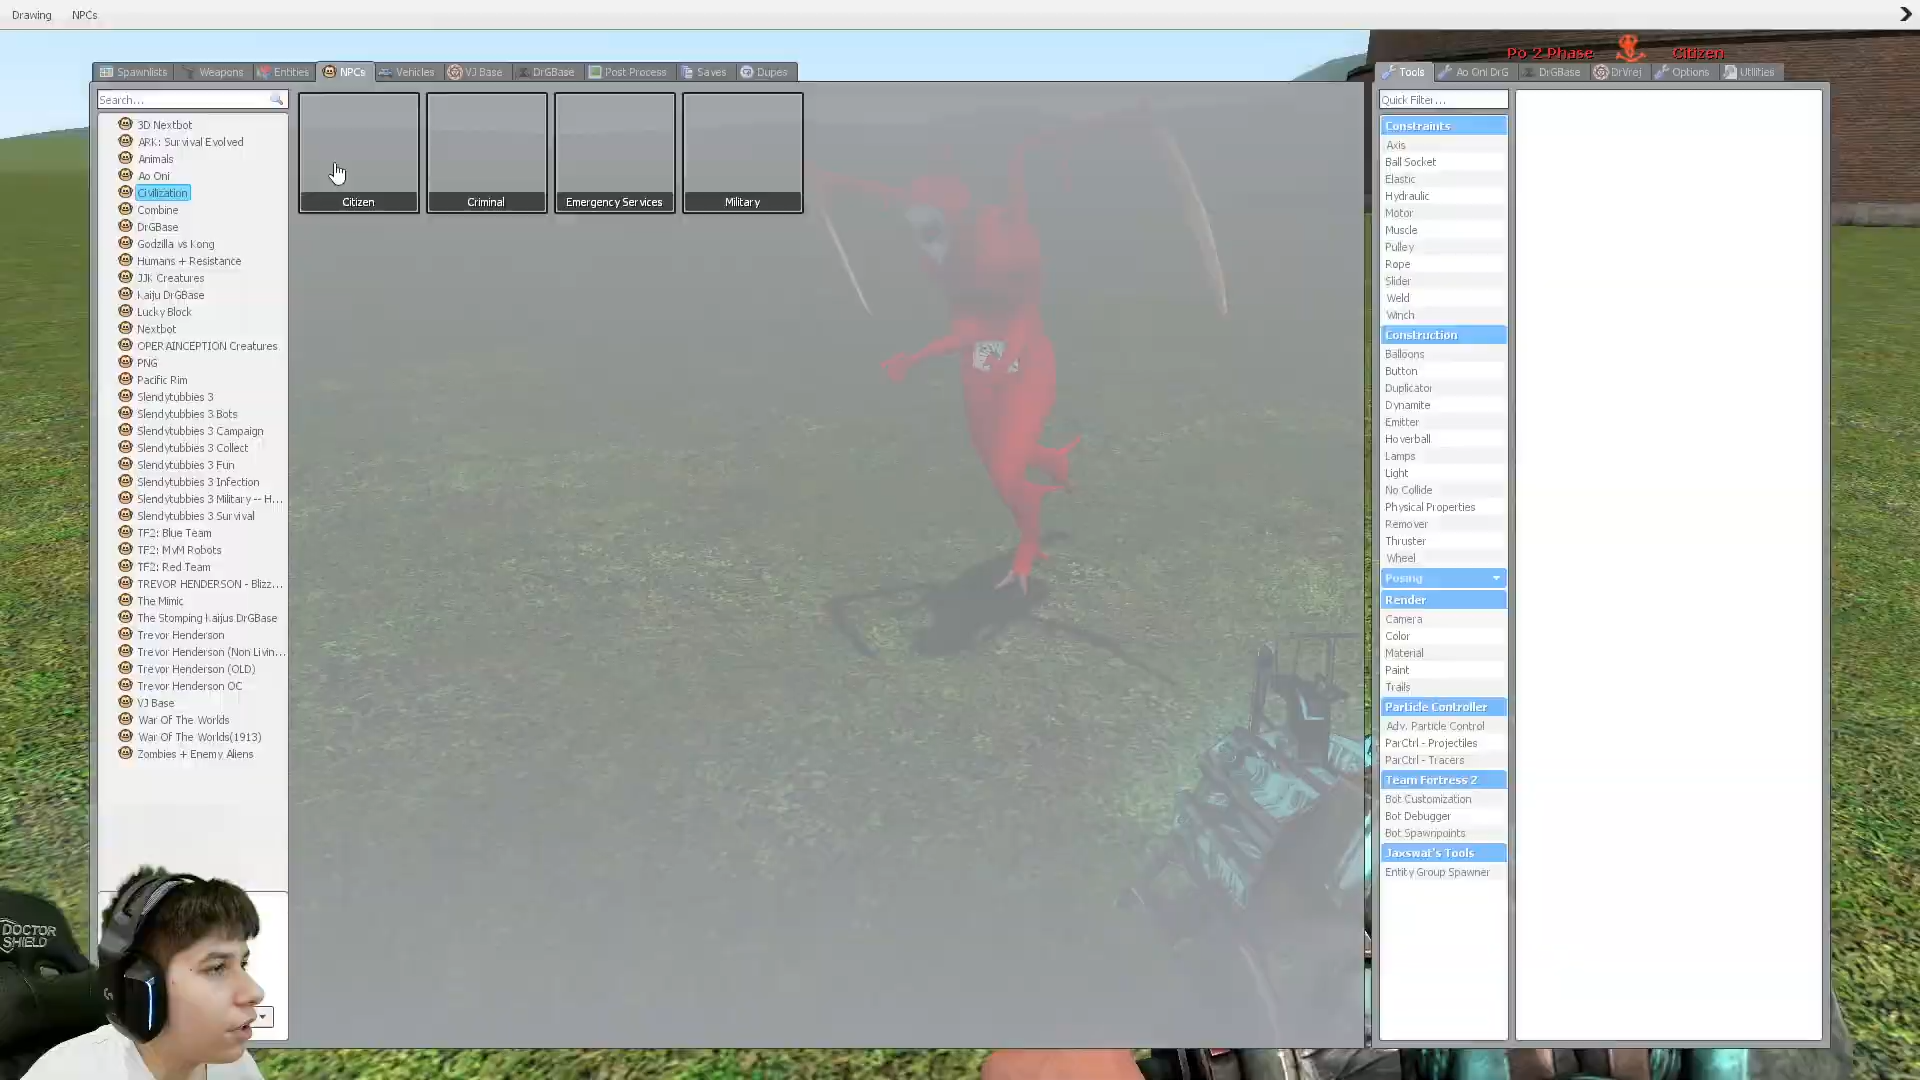 Drawing NPCs
Po 2 Phase Citizen
Spawnlists Weapons Entities NPCs Vehicles VJ Base DrGBase Post Process Saves Dupes
Tools Ao Oni DrG DrGBase DrVrej Options Utilities
Search...
3D Nextbot
ARK: Survival Evolved
Animals
Ao Oni
Civilization
Combine
DrGBase
Godzilla vs Kong
Humans + Resistance
JJK Creatures
Kaiju DrGBase
Lucky Block
Nextbot
OPERAINCEPTION Creatures
PNG
Pacific Rim
Slendytubbies 3
Slendytubbies 3 Bots
Slendytubbies 3 Campaign
Slendytubbies 3 Collect
Slendytubbies 3 Fun
Slendytubbies 3 Infection
Slendytubbies 3 Military -- H...
Slendytubbies 3 Survival
TF2: Blue Team
TF2: MvM Robots
TF2: Red Team
TREVOR HENDERSON - Blizz...
The Mimic
The Stomping Kaijus DrGBase
Trevor Henderson
Trevor Henderson (Non Livin...
Trevor Henderson (OLD)
Trevor Henderson OC
VJ Base
War Of The Worlds
War Of The Worlds(1913)
Zombies + Enemy Aliens
Citizen
Criminal
Emergency Services
Military
Quick Filter...
Constraints
Axis
Ball Socket
Elastic
Hydraulic
Motor
Muscle
Pulley
Rope
Slider
Weld
Winch
Construction
Balloons
Button
Duplicator
Dynamite
Emitter
Hoverball
Lamps
Light
No Collide
Physical Properties
Remover
Thruster
Wheel
Posing
Render
Camera
Color
Material
Paint
Trails
Particle Controller
Adv. Particle Control
ParCtrl - Projectiles
ParCtrl - Tracers
Team Fortress 2
Bot Customization
Bot Debugger
Bot Spawnpoints
Jaxswat's Tools
Entity Group Spawner
DOCTOR
SHIELD